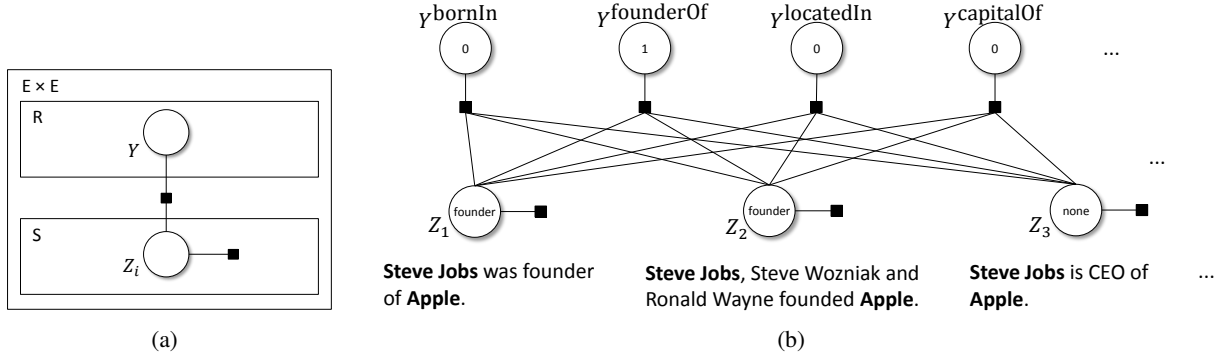 E × E
R
Y
S
Z_i
(a)
Y^bornIn Y^founderOf Y^locatedIn Y^capitalOf
0 1 0 0 ...
...
founder founder none
Z_1 Z_2 Z_3
Steve Jobs was founder
of Apple.
Steve Jobs, Steve Wozniak and
Ronald Wayne founded Apple.
Steve Jobs is CEO of
Apple.
...
(b)